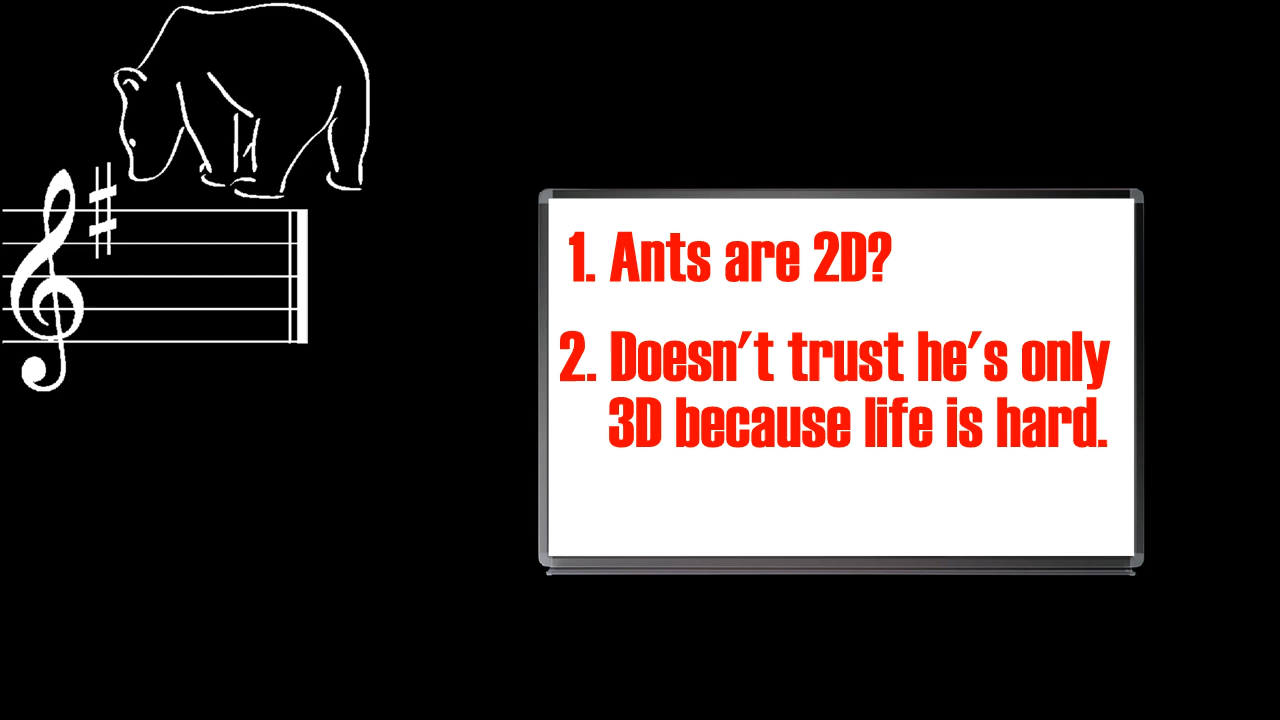 1. Ants are 2D?
2. Doesn't trust he's only
3D because life is hard.